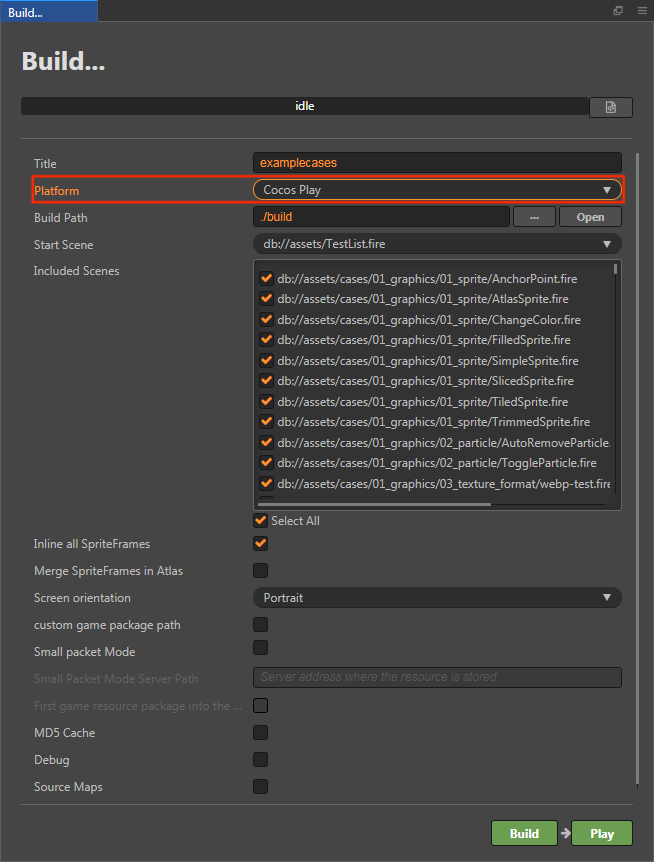 Build...
Build...
idle
Title examplecases
Platform Cocos Play
Build Path ./build ... Open
Start Scene db://assets/TestList.fire
Included Scenes
db://assets/cases/01_graphics/01_sprite/AnchorPoint.fire
db://assets/cases/01_graphics/01_sprite/AtlasSprite.fire
db://assets/cases/01_graphics/01_sprite/ChangeColor.fire
db://assets/cases/01_graphics/01_sprite/FilledSprite.fire
db://assets/cases/01_graphics/01_sprite/SimpleSprite.fire
db://assets/cases/01_graphics/01_sprite/SlicedSprite.fire
db://assets/cases/01_graphics/01_sprite/TiledSprite.fire
db://assets/cases/01_graphics/01_sprite/TrimmedSprite.fire
db://assets/cases/01_graphics/02_particle/AutoRemoveParticle.
db://assets/cases/01_graphics/02_particle/ToggleParticle.fire
db://assets/cases/01_graphics/03_texture_format/webp-test.fire
Select All
Inline all SpriteFrames
Merge SpriteFrames in Atlas
Screen orientation Portrait
custom game package path
Small packet Mode
Small Packet Mode Server Path Server address where the resource is stored
First game resource package into the ...
MD5 Cache
Debug
Source Maps
Build Play